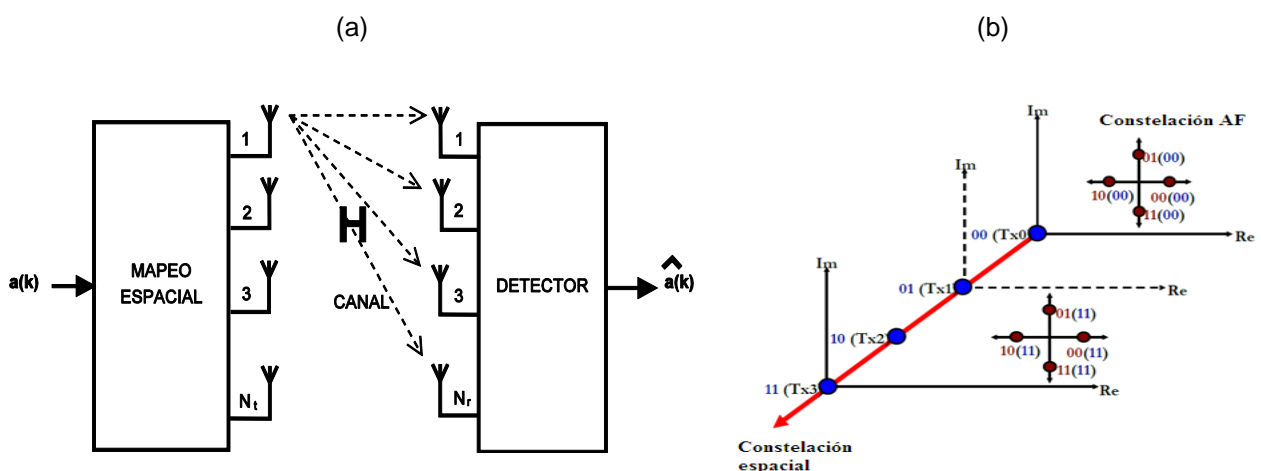 (a)
1
2
3
Nt
MAPEO
ESPACIAL
a(k)
H
CANAL
1
2
3
Nr
DETECTOR
â(k)
(b)
Im
Constelación AF
01(00)
10(00)
00(00)
11(00)
Im
00 (Tx0
Re
Im
01 (Tx1
Re
01(11)
10(11)
00(11)
11(11)
10 (Tx2)
11 (Tx3
Re
Constelación
espacial